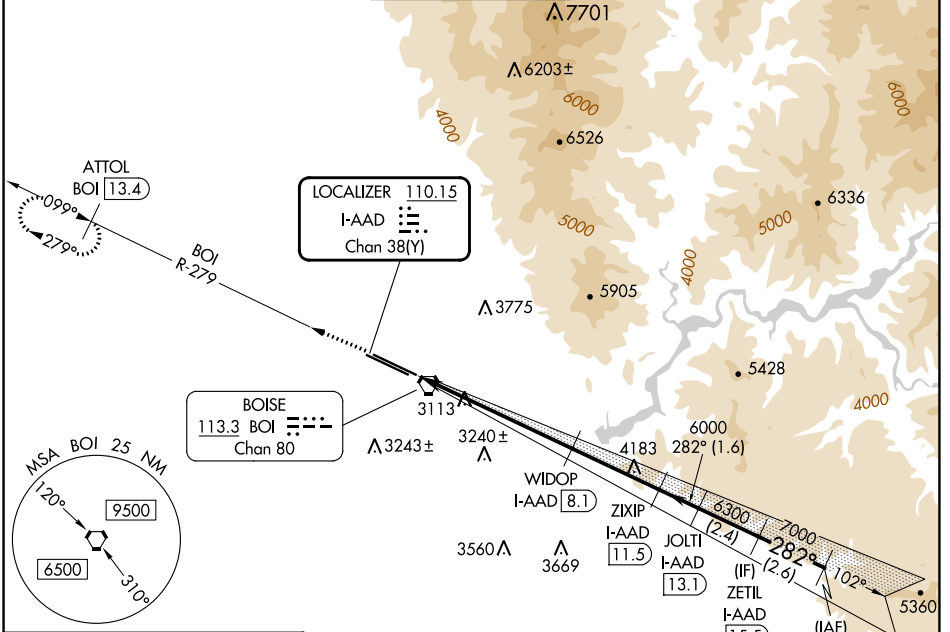 7701
6203±
6000
4000
6526
6000
ATTOL
BOI 13.4
099°
279°
LOCALIZER 110.15
I-AAD
Chan 38(Y)
6336
5000
5000
BOI
R-279
4000
5905
3775
5428
BOISE
113.3 BOI
Chan 80
3113
4000
3243±
3240±
6000
282° (1.6)
4183
WIDOP
I-AAD 8.1
MSA BOI 25 NM
120°
9500
6500
310°
ZIXIP
I-AAD
11.5
6300
(2.4)
7000
282°
(2.6)
102°
JOLTI
I-AAD
13.1
3560
3669
(IF)
ZETIL
I-AAD
15.5
5360
(IAF)